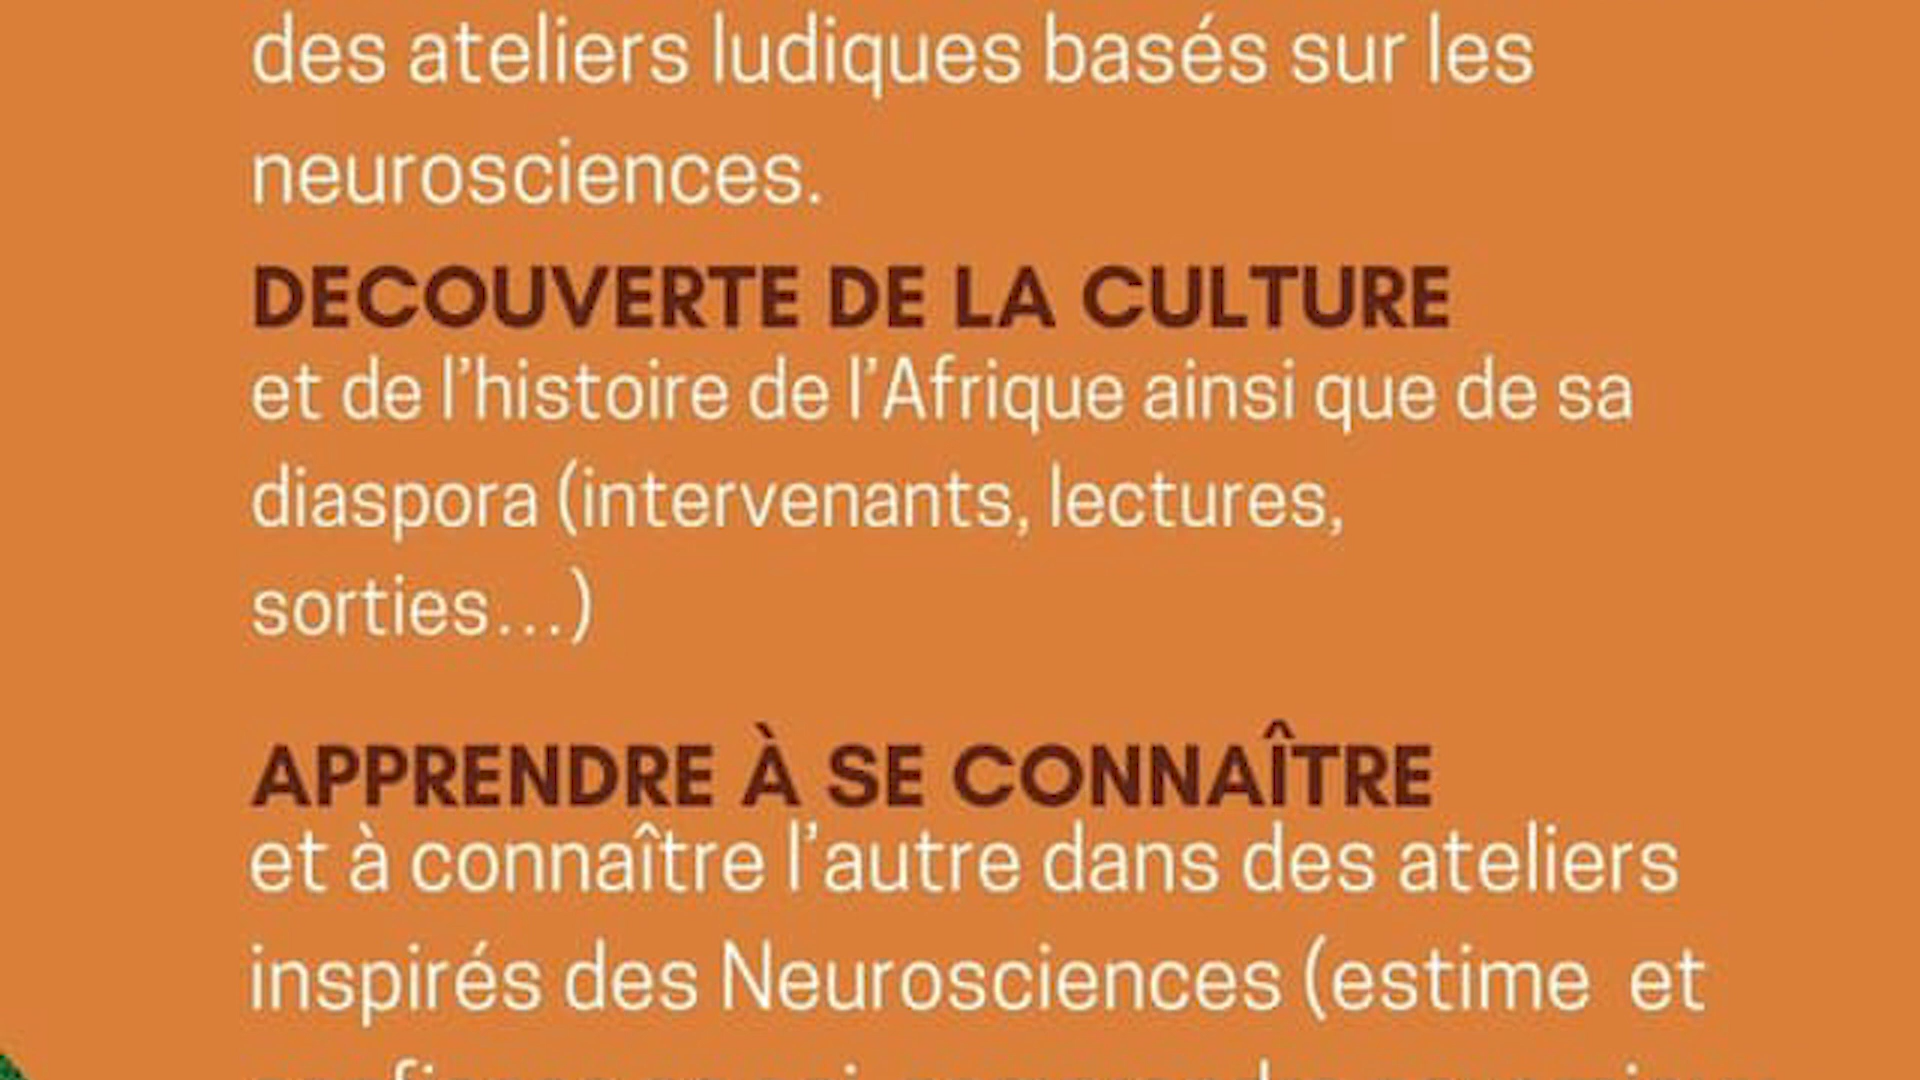 des ateliers ludiques basés sur les
neurosciences.
DECOUVERTE DE LA CULTURE
et de l’histoire de l’Afrique ainsi que de sa
diaspora (intervenants, lectures,
sorties…)
APPRENDRE À SE CONNAÎTRE
et à connaître l’autre dans des ateliers
inspirés des Neurosciences (estime  et